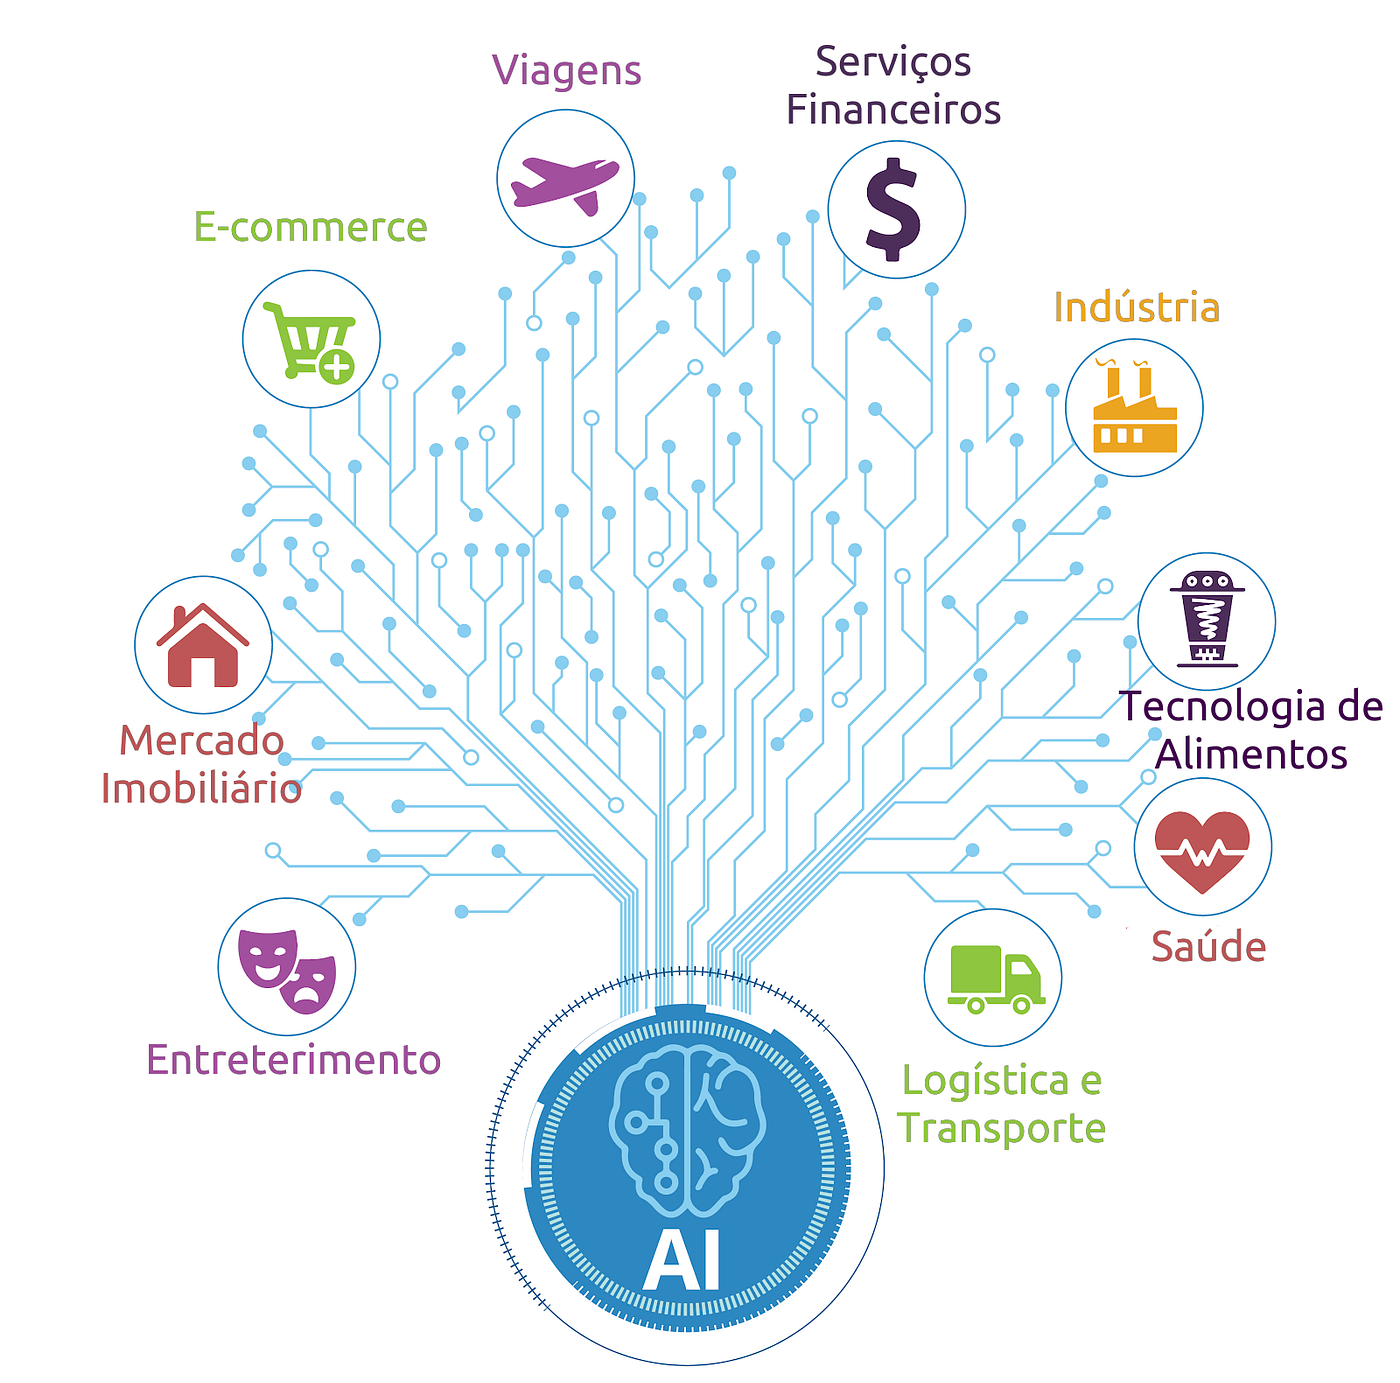 Viagens
Serviços
Financeiros
E-commerce
Indústria
Tecnologia de
Alimentos
Mercado
Imobiliário
Saúde
Entreterimento
Logística e
Transporte
AI